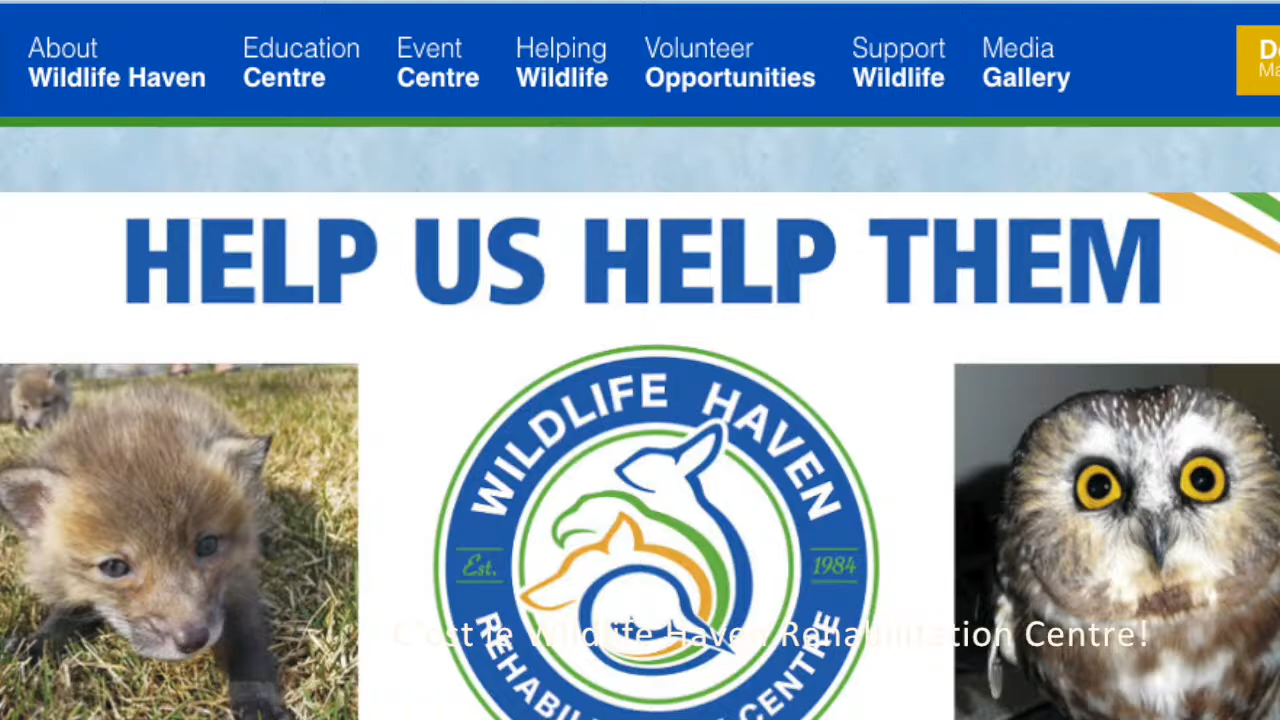 About
Wildlife Haven
Education
Centre
Event
Centre
Helping
Wildlife
Volunteer
Opportunities
Support
Wildlife
Media
Gallery
HELP US HELP THEM
WILDLIFE HAVEN
Est.
1984
C'est le Wildlife Haven Rehabilitation Centre!